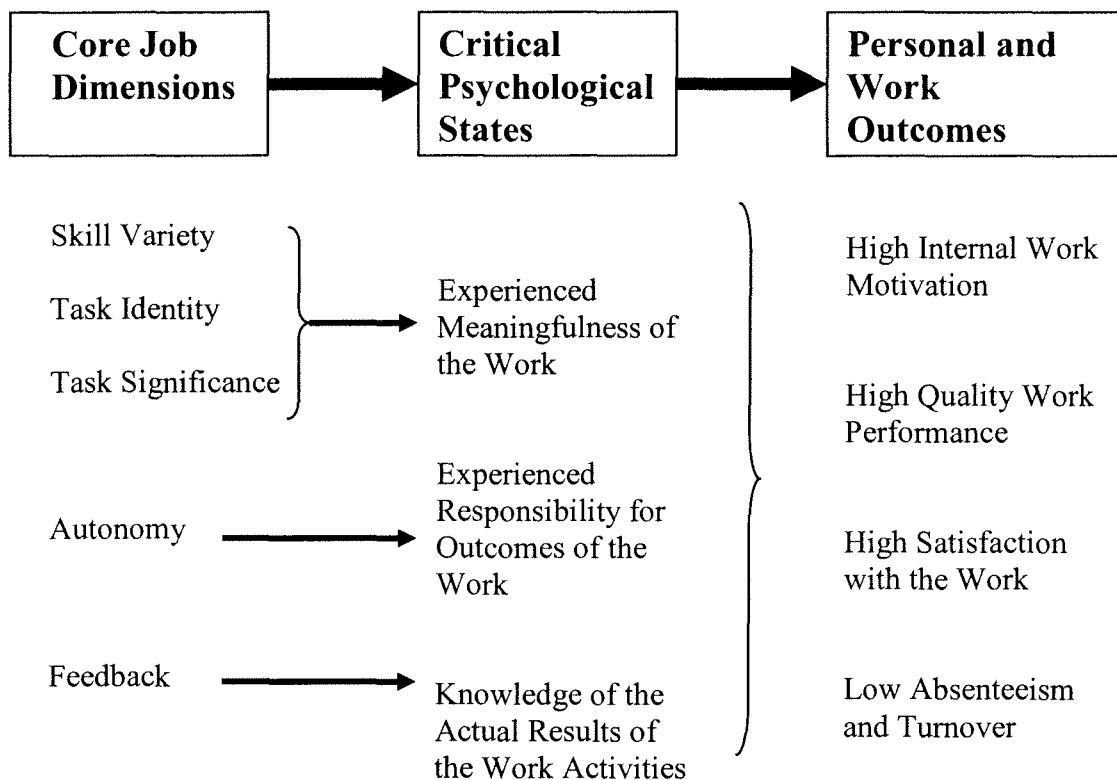 Core Job
Dimensions
Critical
Psychological
States
Personal and
Work
Outcomes
Skill Variety
Task Identity
Task Significance
Experienced
Meaningfulness of
the Work
Autonomy
Experienced
Responsibility for
Outcomes of the
Work
Feedback
Knowledge of the
Actual Results of
the Work Activities
High Internal Work
Motivation
High Quality Work
Performance
High Satisfaction
with the Work
Low Absenteeism
and Turnover